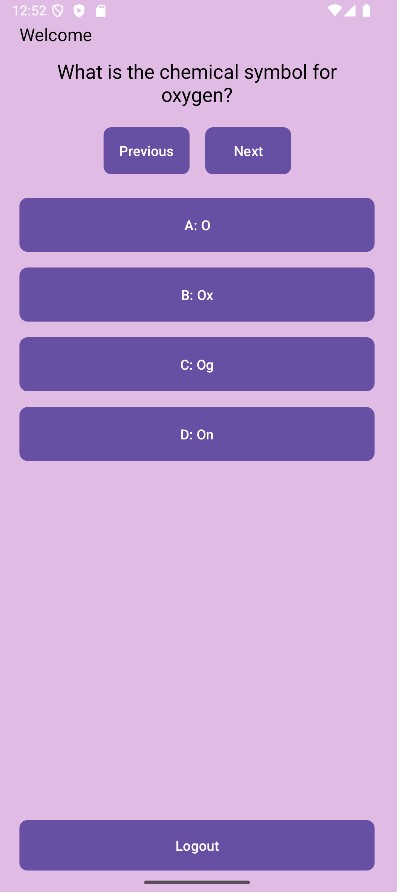 12:52
Welcome
What is the chemical symbol for
oxygen?
Previous Next
A: O
B: Ox
C: Og
D: On
Logout